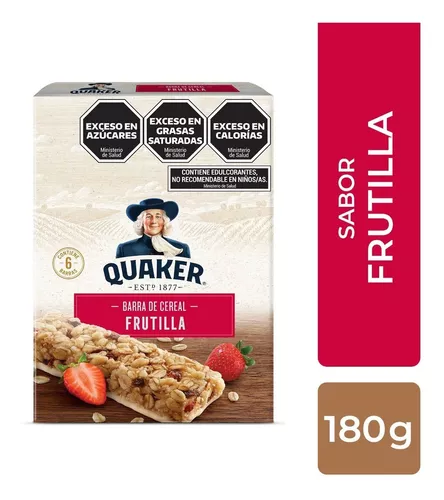 EXCESO EN
AZÚCARES
Ministerio
de Salud
EXCESO EN
GRASAS
SATURADAS
Ministerio
de Salud
EXCESO EN
CALORÍAS
Ministerio
de Salud
CONTIENE EDULCORANTES,
NO RECOMENDABLE EN NIÑOS/AS.
Ministerio de Salud
CONTIENE
6
BARRAS
QUAKER
ESTº 1877
BARRA DE CEREAL
FRUTILLA
SABOR
FRUTILLA
180g